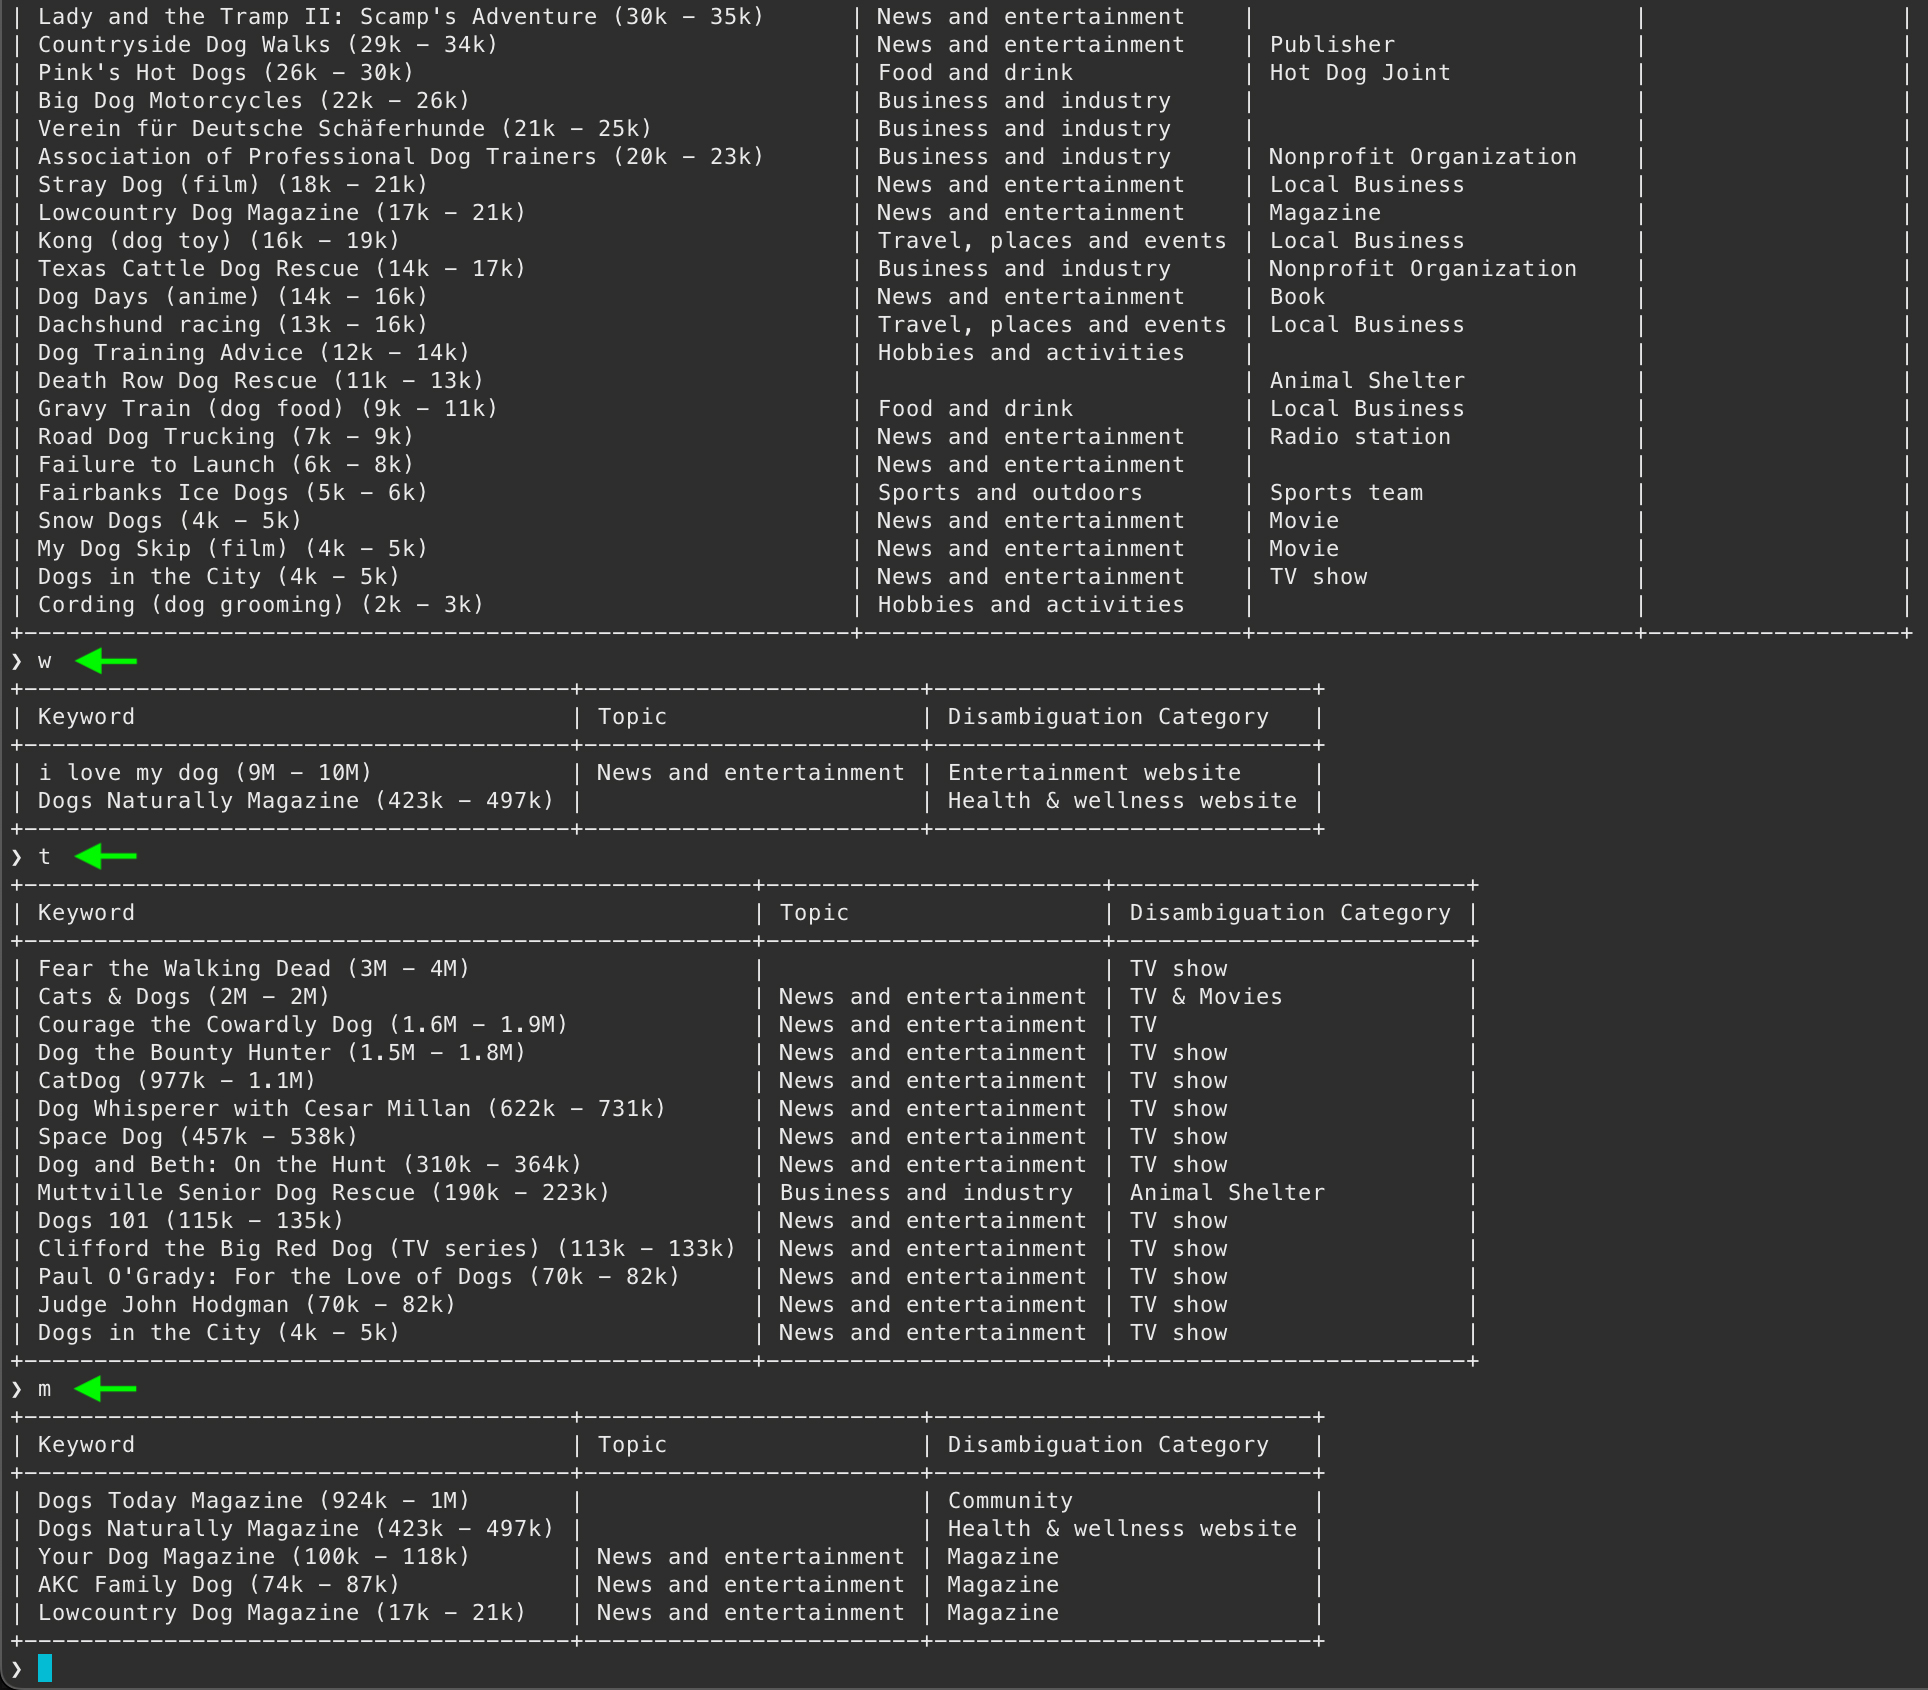 | Lady and the Tramp II: Scamp's Adventure (30k – 35k) | News and entertainment | | |
| Countryside Dog Walks (29k – 34k) | News and entertainment | Publisher | |
| Pink's Hot Dogs (26k – 30k) | Food and drink | Hot Dog Joint | |
| Big Dog Motorcycles (22k – 26k) | Business and industry | | |
| Verein für Deutsche Schäferhunde (21k – 25k) | Business and industry | | |
| Association of Professional Dog Trainers (20k – 23k) | Business and industry | Nonprofit Organization | |
| Stray Dog (film) (18k – 21k) | News and entertainment | Local Business | |
| Lowcountry Dog Magazine (17k – 21k) | News and entertainment | Magazine | |
| Kong (dog toy) (16k – 19k) | Travel, places and events | Local Business | |
| Texas Cattle Dog Rescue (14k – 17k) | Business and industry | Nonprofit Organization | |
| Dog Days (anime) (14k – 16k) | News and entertainment | Book | |
| Dachshund racing (13k – 16k) | Travel, places and events | Local Business | |
| Dog Training Advice (12k – 14k) | Hobbies and activities | | |
| Death Row Dog Rescue (11k – 13k) | | Animal Shelter | |
| Gravy Train (dog food) (9k – 11k) | Food and drink | Local Business | |
| Road Dog Trucking (7k – 9k) | News and entertainment | Radio station | |
| Failure to Launch (6k – 8k) | News and entertainment | | |
| Fairbanks Ice Dogs (5k – 6k) | Sports and outdoors | Sports team | |
| Snow Dogs (4k – 5k) | News and entertainment | Movie | |
| My Dog Skip (film) (4k – 5k) | News and entertainment | Movie | |
| Dogs in the City (4k – 5k) | News and entertainment | TV show | |
| Cording (dog grooming) (2k – 3k) | Hobbies and activities | | |
❯ w
| Keyword | Topic | Disambiguation Category |
| i love my dog (9M – 10M) | News and entertainment | Entertainment website |
| Dogs Naturally Magazine (423k – 497k) | | Health & wellness website |
❯ t
| Keyword | Topic | Disambiguation Category |
| Fear the Walking Dead (3M – 4M) | | TV show |
| Cats & Dogs (2M – 2M) | News and entertainment | TV & Movies |
| Courage the Cowardly Dog (1.6M – 1.9M) | News and entertainment | TV |
| Dog the Bounty Hunter (1.5M – 1.8M) | News and entertainment | TV show |
| CatDog (977k – 1.1M) | News and entertainment | TV show |
| Dog Whisperer with Cesar Millan (622k – 731k) | News and entertainment | TV show |
| Space Dog (457k – 538k) | News and entertainment | TV show |
| Dog and Beth: On the Hunt (310k – 364k) | News and entertainment | TV show |
| Muttville Senior Dog Rescue (190k – 223k) | Business and industry | Animal Shelter |
| Dogs 101 (115k – 135k) | News and entertainment | TV show |
| Clifford the Big Red Dog (TV series) (113k – 133k) | News and entertainment | TV show |
| Paul O'Grady: For the Love of Dogs (70k – 82k) | News and entertainment | TV show |
| Judge John Hodgman (70k – 82k) | News and entertainment | TV show |
| Dogs in the City (4k – 5k) | News and entertainment | TV show |
❯ m
| Keyword | Topic | Disambiguation Category |
| Dogs Today Magazine (924k – 1M) | | Community |
| Dogs Naturally Magazine (423k – 497k) | | Health & wellness website |
| Your Dog Magazine (100k – 118k) | News and entertainment | Magazine |
| AKC Family Dog (74k – 87k) | News and entertainment | Magazine |
| Lowcountry Dog Magazine (17k – 21k) | News and entertainment | Magazine |
❯